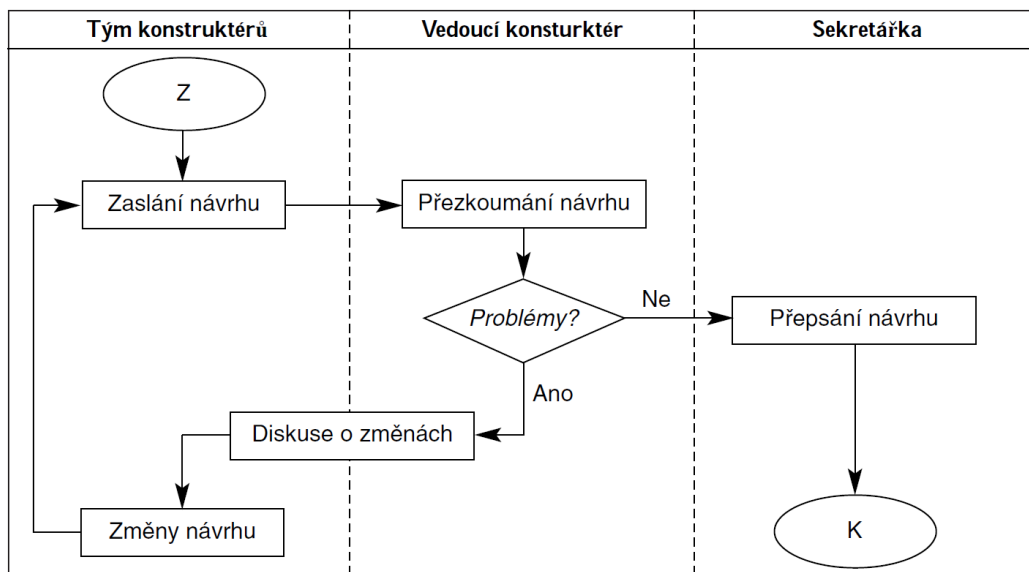 Tým konstruktérů
Vedoucí konsturktér
Sekretářka
Z
Zaslání návrhu
Přezkoumání návrhu
Problémy?
Ne
Přepsání návrhu
Ano
Diskuse o změnách
Změny návrhu
K